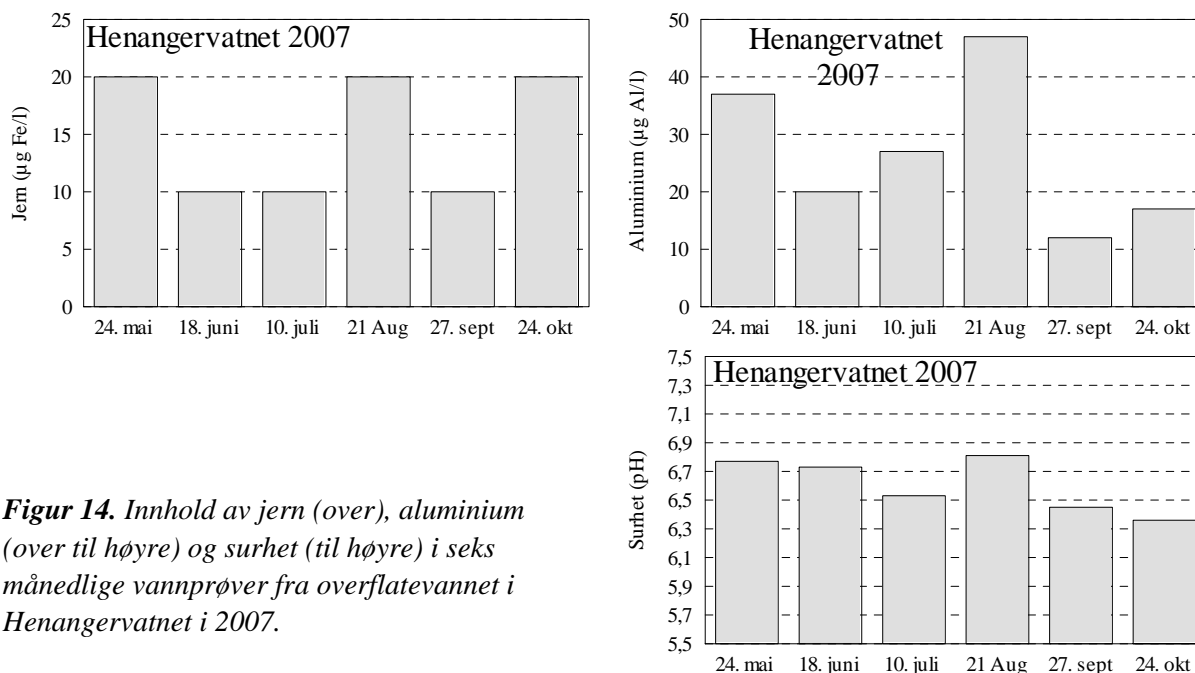 Henangervatnet 2007
Jern (µg Fe/l)
25
20
15
10
5
0
24. mai 18. juni 10. juli 21 Aug 27. sept 24. okt
Henangervatnet
2007
Aluminium (µg Al/l)
50
40
30
20
10
0
24. mai 18. juni 10. juli 21 Aug 27. sept 24. okt
Henangervatnet 2007
Surhet (pH)
7,5
7,3
7,1
6,9
6,7
6,5
6,3
6,1
5,9
5,7
5,5
24. mai 18. juni 10. juli 21 Aug 27. sept 24. okt
Figur 14. Innhold av jern (over), aluminium
(over til høyre) og surhet (til høyre) i seks
månedlige vannprøver fra overflatevannet i
Henangervatnet i 2007.